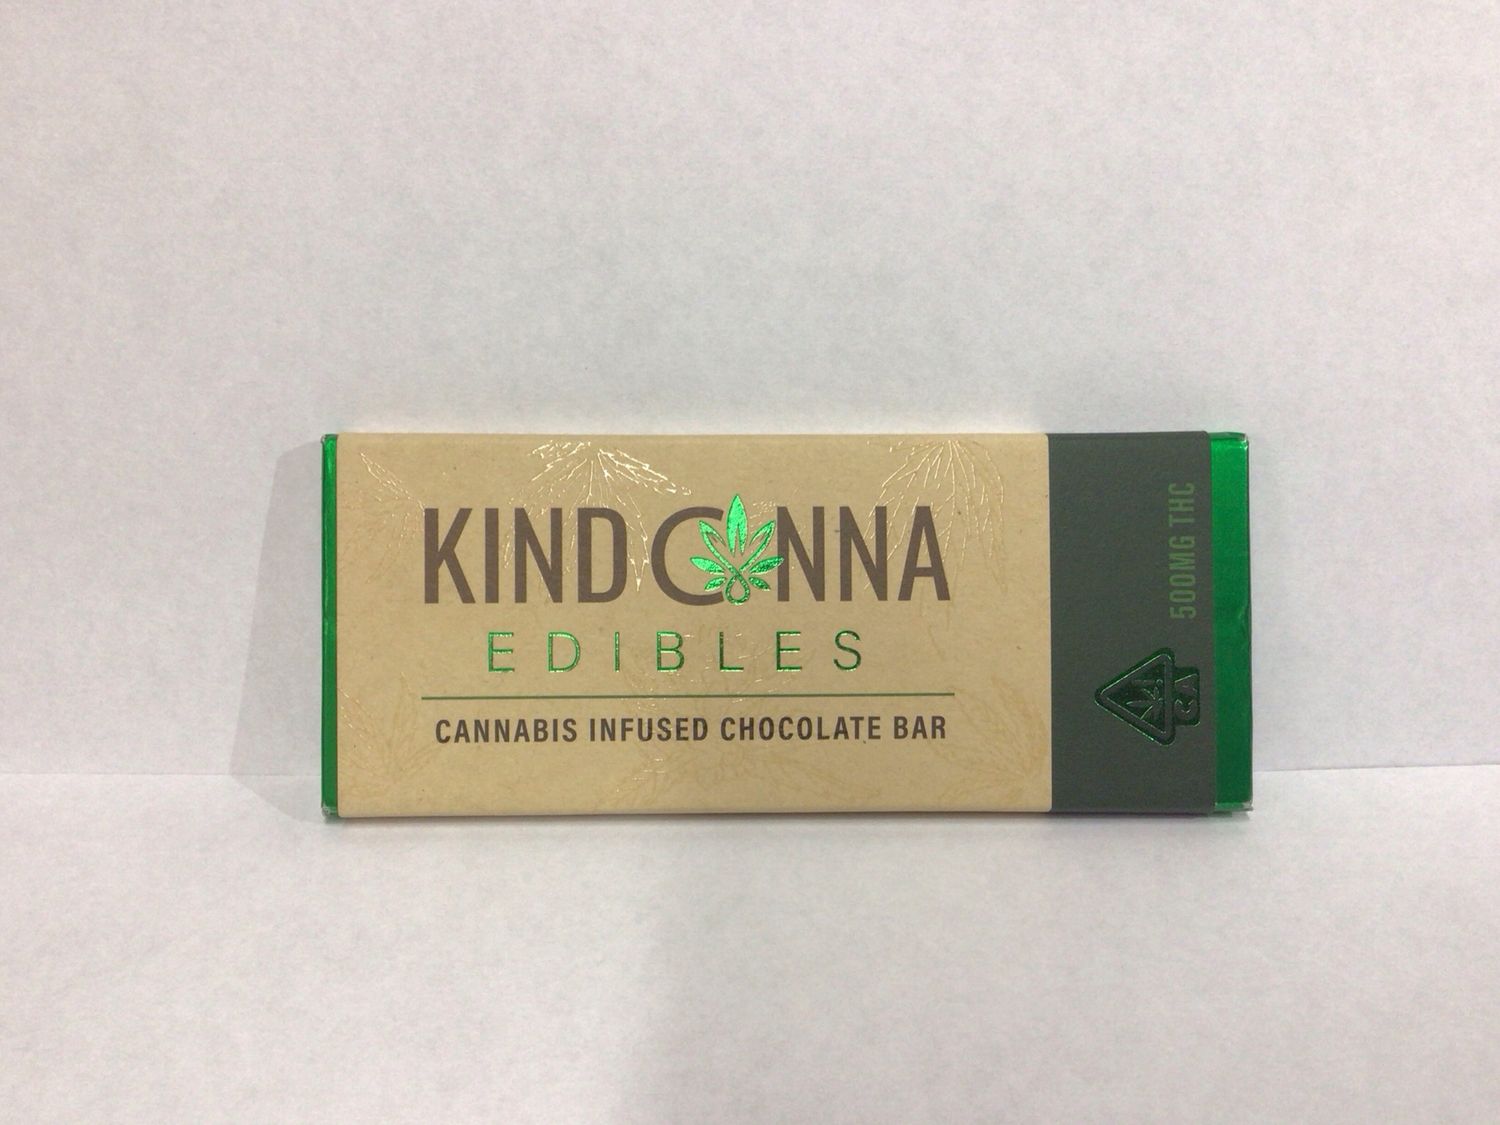 KINDCANNA
EDIBLES
CANNABIS INFUSED CHOCOLATE BAR
500MG THC
CA